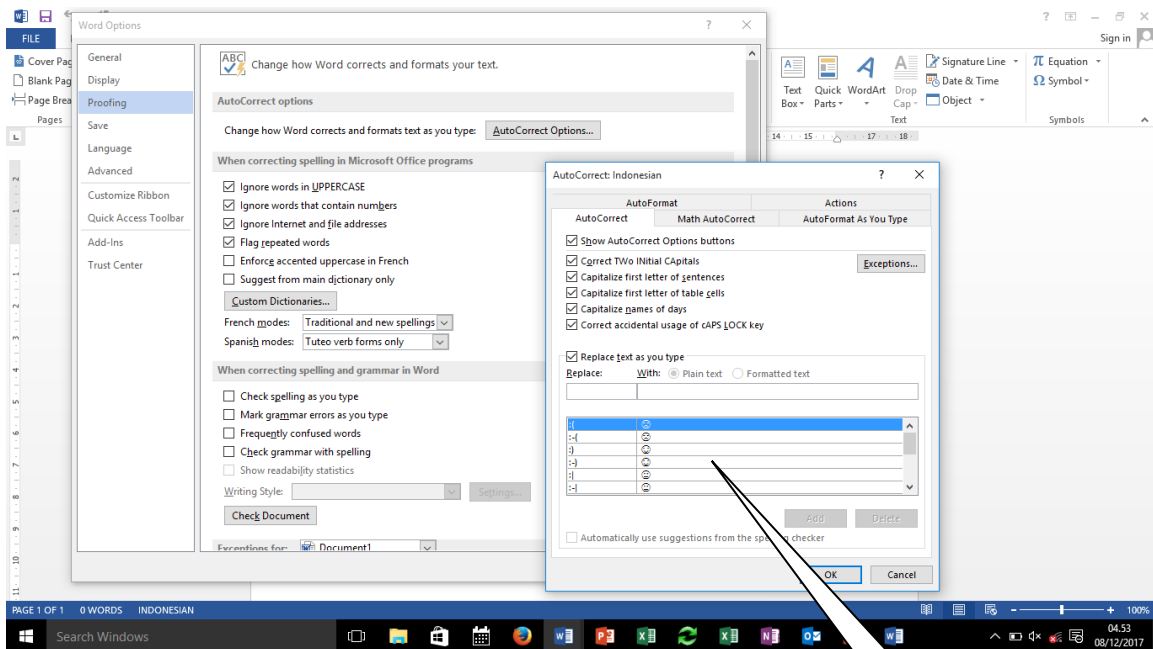 Word Options
?
Sign in
FILE
Cover Pag
Blank Pag
Page Brea
Pages
General
Display
Proofing
Save
Language
Advanced
Customize Ribbon
Quick Access Toolbar
Add-Ins
Trust Center
ABC
Change how Word corrects and formats your text.
AutoCorrect options
Change how Word corrects and formats text as you type:
AutoCorrect Options...
When correcting spelling in Microsoft Office programs
Ignore words in UPPERCASE
Ignore words that contain numbers
Ignore Internet and file addresses
Flag repeated words
Enforce accented uppercase in French
Suggest from main dictionary only
Custom Dictionaries...
French modes: Traditional and new spellings
Spanish modes: Tuteo verb forms only
When correcting spelling and grammar in Word
Check spelling as you type
Mark grammar errors as you type
Frequently confused words
Check grammar with spelling
Show readability statistics
Writing Style:
Settings...
Check Document
Exceptions for: Document1
?
Text Box
Quick Parts
WordArt
Drop Cap
Signature Line
Date & Time
Object
Text
π Equation
Ω Symbol
Symbols
14 15 17 18
AutoCorrect: Indonesian
?
AutoFormat
Actions
AutoCorrect
Math AutoCorrect
AutoFormat As You Type
Show AutoCorrect Options buttons
Correct TWo INitial CApitals
Exceptions...
Capitalize first letter of sentences
Capitalize first letter of table cells
Capitalize names of days
Correct accidental usage of cAPS LOCK key
Replace text as you type
Replace: With: Plain text Formatted text
:( ☹
:-( ☹
:) ☺
:-) ☺
:| 😐
:-| 😐
Add
Delete
Automatically use suggestions from the spelling checker
OK
Cancel
PAGE 1 OF 1 0 WORDS INDONESIAN
100%
Search Windows
04.53
08/12/2017